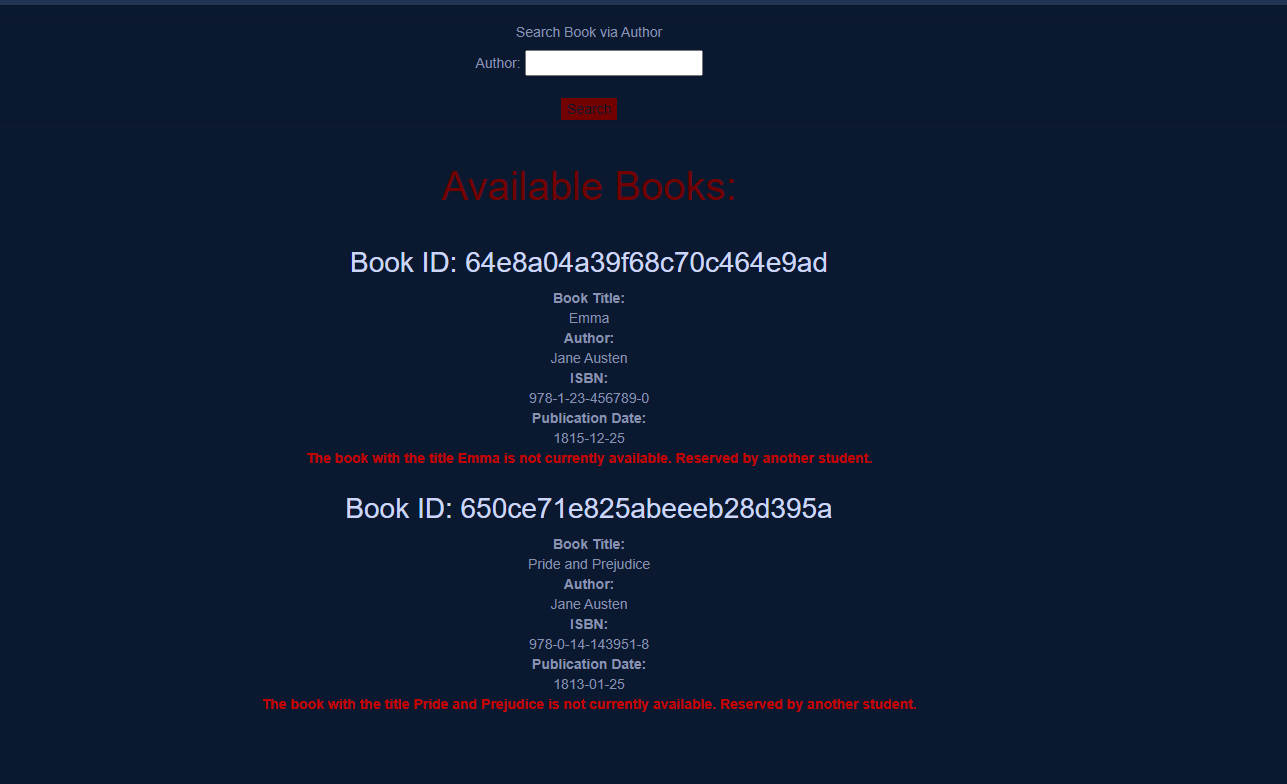 Search Book via Author
Author:
Search
Available Books:
Book ID: 64e8a04a39f68c70c464e9ad
Book Title:
Emma
Author:
Jane Austen
ISBN:
978-1-23-456789-0
Publication Date:
1815-12-25
The book with the title Emma is not currently available. Reserved by another student.
Book ID: 650ce71e825abeeeb28d395a
Book Title:
Pride and Prejudice
Author:
Jane Austen
ISBN:
978-0-14-143951-8
Publication Date:
1813-01-25
The book with the title Pride and Prejudice is not currently available. Reserved by another student.